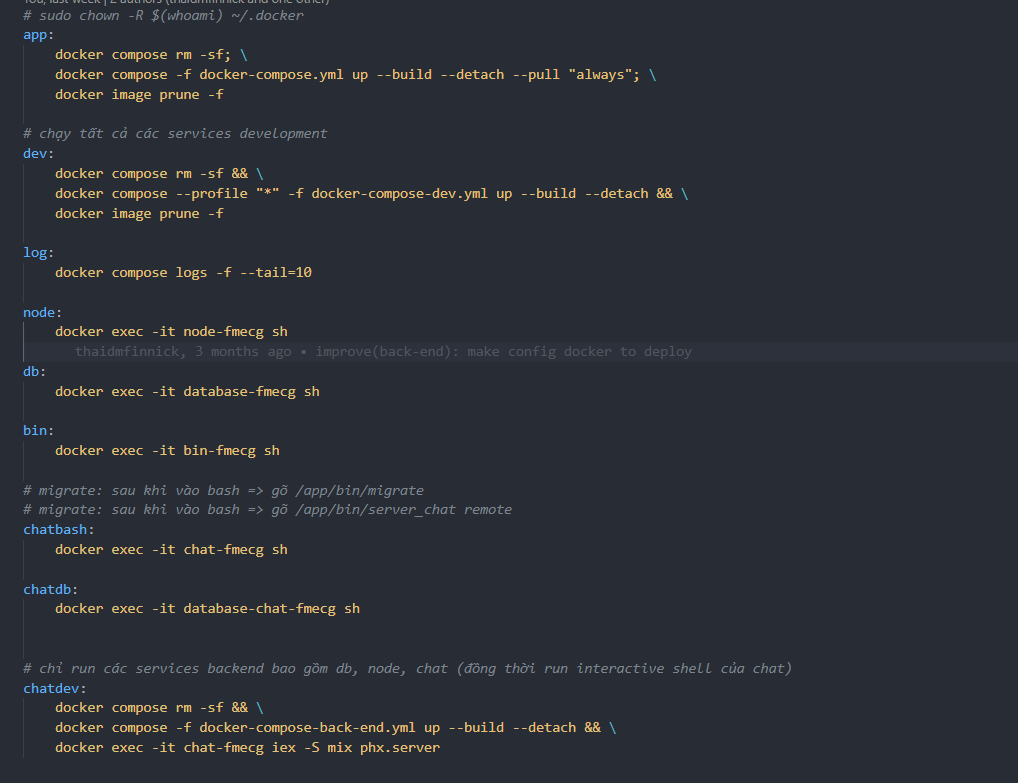 You, last week | 2 authors (thaidmfinnick and one other)
# sudo chown -R $(whoami) ~/.docker
app:
docker compose rm -sf; \
docker compose -f docker-compose.yml up --build --detach --pull "always"; \
docker image prune -f
# chạy tất cả các services development
dev:
docker compose rm -sf && \
docker compose --profile "*" -f docker-compose-dev.yml up --build --detach && \
docker image prune -f
log:
docker compose logs -f --tail=10
node:
docker exec -it node-fmecg sh
thaidmfinnick, 3 months ago • improve(back-end): make config docker to deploy
db:
docker exec -it database-fmecg sh
bin:
docker exec -it bin-fmecg sh
# migrate: sau khi vào bash => gõ /app/bin/migrate
# migrate: sau khi vào bash => gõ /app/bin/server_chat remote
chatbash:
docker exec -it chat-fmecg sh
chatdb:
docker exec -it database-chat-fmecg sh
# chỉ run các services backend bao gồm db, node, chat (đồng thời run interactive shell của chat)
chatdev:
docker compose rm -sf && \
docker compose -f docker-compose-back-end.yml up --build --detach && \
docker exec -it chat-fmecg iex -S mix phx.server